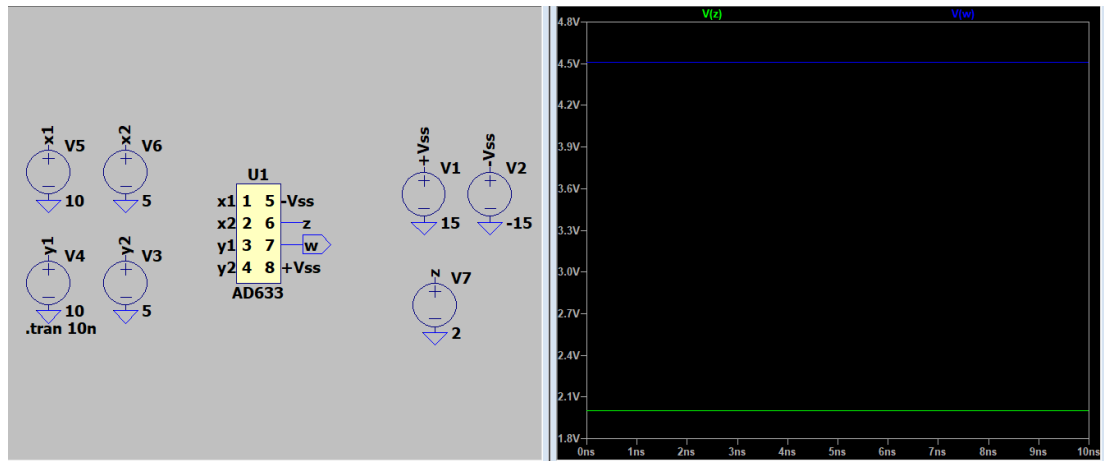 x1
V5
10
x2
V6
5
y1
V4
10
.tran 10n
y2
V3
5
U1
x1 1 5 -Vss
x2 2 6 z
y1 3 7 w
y2 4 8 +Vss
AD633
+Vss
V1
15
-Vss
V2
-15
z
V7
2
V(z) V(w)
4.8V
4.5V
4.2V
3.9V
3.6V
3.3V
3.0V
2.7V
2.4V
2.1V
1.8V
0ns 1ns 2ns 3ns 4ns 5ns 6ns 7ns 8ns 9ns 10ns